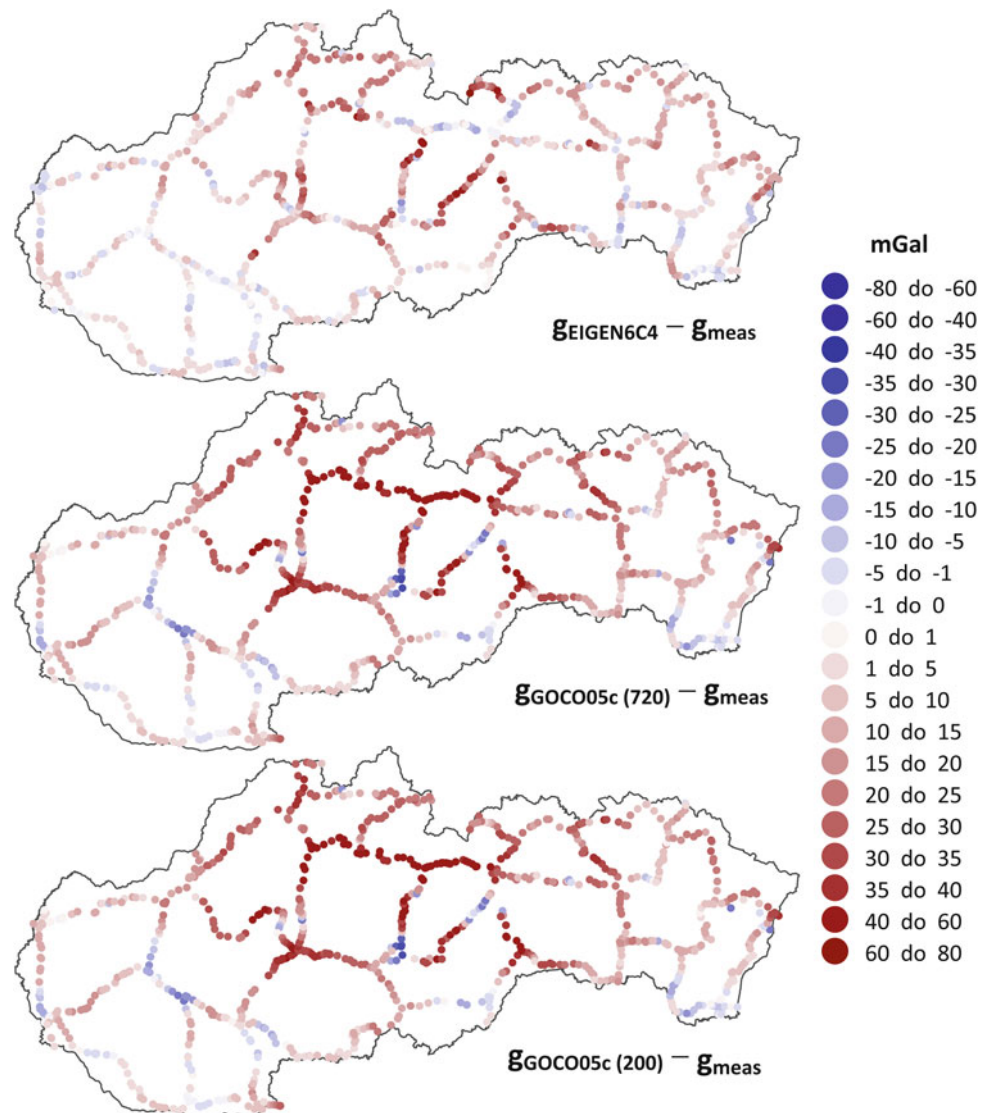 gEIGEN6C4 – gmeas
gGOCO05c (720) – gmeas
gGOCO05c (200) – gmeas
mGal
-80 do -60
-60 do -40
-40 do -35
-35 do -30
-30 do -25
-25 do -20
-20 do -15
-15 do -10
-10 do -5
-5 do -1
-1 do 0
0 do 1
1 do 5
5 do 10
10 do 15
15 do 20
20 do 25
25 do 30
30 do 35
35 do 40
40 do 60
60 do 80